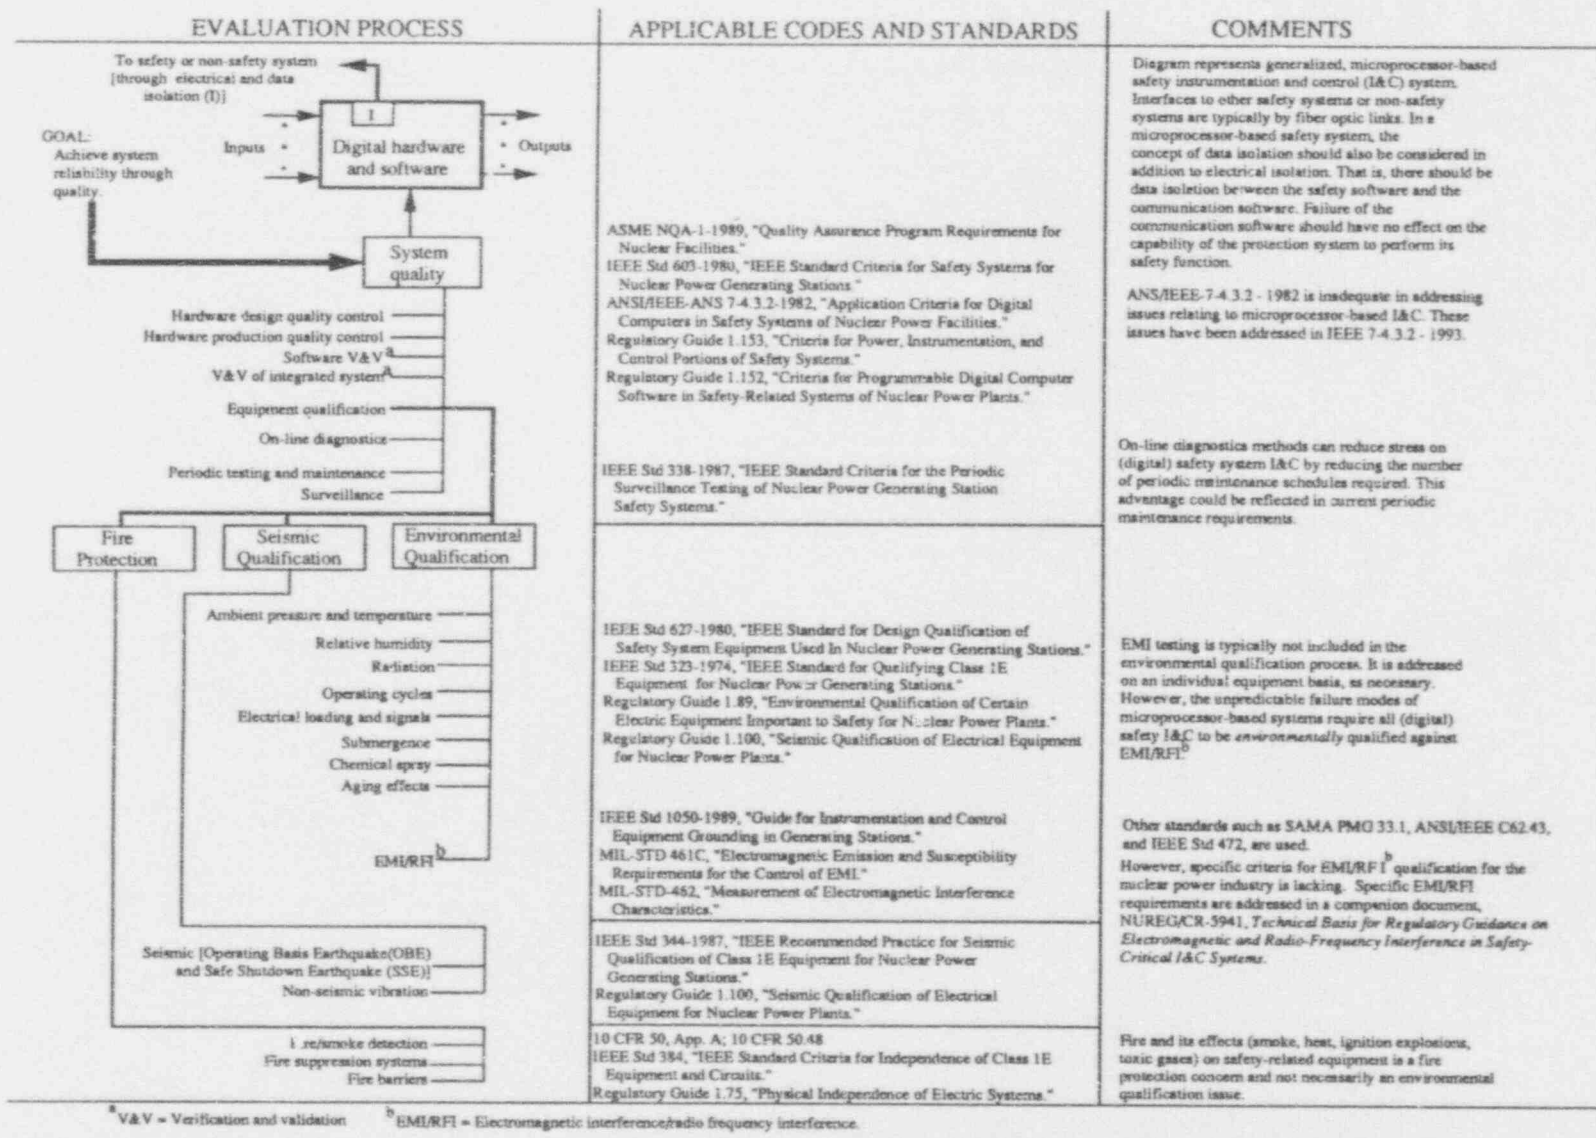 EVALUATION PROCESS
APPLICABLE CODES AND STANDARDS
COMMENTS
To safety or non-safety system
[through electrical and data
isolation (I)]
I
GOAL:
Achieve system
reliability through
quality.
Inputs
Digital hardware
and software
Outputs
System
quality
Hardware design quality control
Hardware production quality control
Software V&V a
V&V of integrated system a
Equipment qualification
On-line diagnostics
Periodic testing and maintenance
Surveillance
Fire
Protection
Seismic
Qualification
Environmental
Qualification
Ambient pressure and temperature
Relative humidity
Radiation
Operating cycles
Electrical loading and signals
Submergence
Chemical spray
Aging effects
EMI/RFI b
Seismic [Operating Basis Earthquake(OBE)
and Safe Shutdown Earthquake (SSE)]
Non-seismic vibration
Fire/smoke detection
Fire suppression systems
Fire barriers
ASME NQA-1-1989, "Quality Assurance Program Requirements for
Nuclear Facilities."
IEEE Std 603-1980, "IEEE Standard Criteria for Safety Systems for
Nuclear Power Generating Stations."
ANSI/IEEE-ANS 7-4.3.2-1982, "Application Criteria for Digital
Computers in Safety Systems of Nuclear Power Facilities."
Regulatory Guide 1.153, "Criteria for Power, Instrumentation, and
Control Portions of Safety Systems."
Regulatory Guide 1.152, "Criteria for Programmable Digital Computer
Software in Safety-Related Systems of Nuclear Power Plants."
IEEE Std 338-1987, "IEEE Standard Criteria for the Periodic
Surveillance Testing of Nuclear Power Generating Station
Safety Systems."
IEEE Std 627-1980, "IEEE Standard for Design Qualification of
Safety System Equipment Used In Nuclear Power Generating Stations."
IEEE Std 323-1974, "IEEE Standard for Qualifying Class 1E
Equipment for Nuclear Power Generating Stations."
Regulatory Guide 1.89, "Environmental Qualification of Certain
Electric Equipment Important to Safety for Nuclear Power Plants."
Regulatory Guide 1.100, "Seismic Qualification of Electrical Equipment
for Nuclear Power Plants."
IEEE Std 1050-1989, "Guide for Instrumentation and Control
Equipment Grounding in Generating Stations."
MIL-STD 461C, "Electromagnetic Emission and Susceptibility
Requirements for the Control of EMI."
MIL-STD-462, "Measurement of Electromagnetic Interference
Characteristics."
IEEE Std 344-1987, "IEEE Recommended Practice for Seismic
Qualification of Class 1E Equipment for Nuclear Power
Generating Stations."
Regulatory Guide 1.100, "Seismic Qualification of Electrical
Equipment for Nuclear Power Plants."
10 CFR 50, App. A; 10 CFR 50.48
IEEE Std 384, "IEEE Standard Criteria for Independence of Class 1E
Equipment and Circuits."
Regulatory Guide 1.75, "Physical Independence of Electric Systems."
Diagram represents generalized, microprocessor-based
safety instrumentation and control (I&C) system.
Interfaces to other safety systems or non-safety
systems are typically by fiber optic links. In a
microprocessor-based safety system, the
concept of data isolation should also be considered in
addition to electrical isolation. That is, there should be
data isolation between the safety software and the
communication software. Failure of the
communication software should have no effect on the
capability of the protection system to perform its
safety function.
ANS/IEEE-7-4.3.2 - 1982 is inadequate in addressing
issues relating to microprocessor-based I&C. These
issues have been addressed in IEEE 7-4.3.2 - 1993.
On-line diagnostics methods can reduce stress on
(digital) safety system I&C by reducing the number
of periodic maintenance schedules required. This
advantage could be reflected in current periodic
maintenance requirements.
EMI testing is typically not included in the
environmental qualification process. It is addressed
on an individual equipment basis, as necessary.
However, the unpredictable failure modes of
microprocessor-based systems require all (digital)
safety I&C to be environmentally qualified against
EMI/RFI. b
Other standards such as SAMA PMG 33.1, ANSI/IEEE C62.43,
and IEEE Std 472, are used.
However, specific criteria for EMI/RFI b qualification for the
nuclear power industry is lacking. Specific EMI/RFI
requirements are addressed in a companion document,
NUREG/CR-5941, Technical Basis for Regulatory Guidance on
Electromagnetic and Radio-Frequency Interference in Safety-
Critical I&C Systems.
Fire and its effects (smoke, heat, ignition explosions,
toxic gases) on safety-related equipment is a fire
protection concern and not necessarily an environmental
qualification issue.
a V&V = Verification and validation
b EMI/RFI = Electromagnetic interference/radio frequency interference.